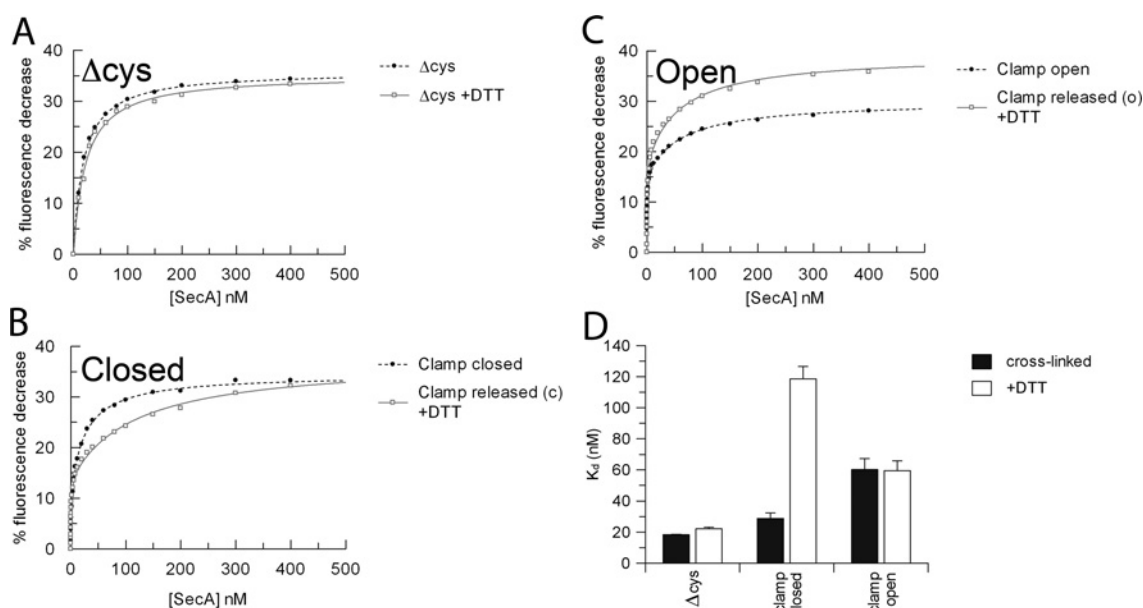 A
Δcys
% fluorescence decrease
40
30
20
10
0
0 100 200 300 400 500
[SecA] nM
Δcys
Δcys +DTT
B
Closed
% fluorescence decrease
40
30
20
10
0
0 100 200 300 400 500
[SecA] nM
Clamp closed
Clamp released (c)
+DTT
C
Open
% fluorescence decrease
40
30
20
10
0
0 100 200 300 400 500
[SecA] nM
Clamp open
Clamp released (o)
+DTT
D
Kd (nM)
140
120
100
80
60
40
20
0
Δcys
clamp
losed
clamp
open
cross-linked
+DTT